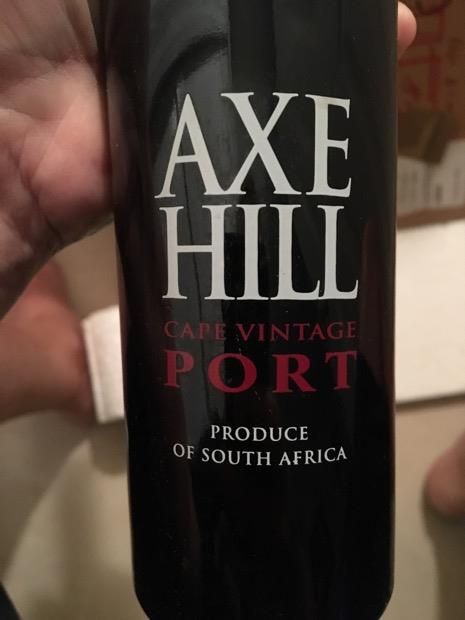 AXE
HILL
CAPE VINTAGE
PORT
PRODUCE
OF SOUTH AFRICA